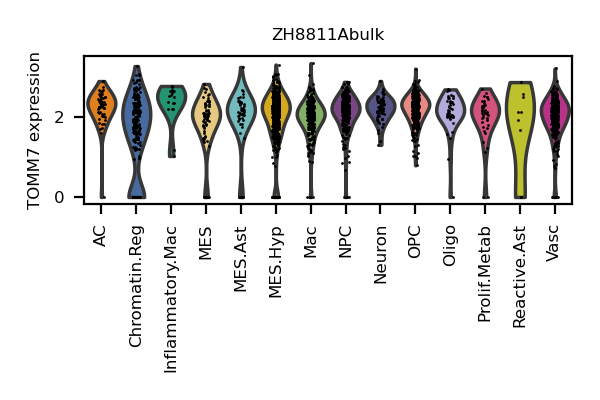 ZH8811Abulk
TOMM7 expression
2
0
AC
Chromatin.Reg
Inflammatory.Mac
MES
MES.Ast
MES.Hyp
Mac
NPC
Neuron
OPC
Oligo
Prolif.Metab
Reactive.Ast
Vasc